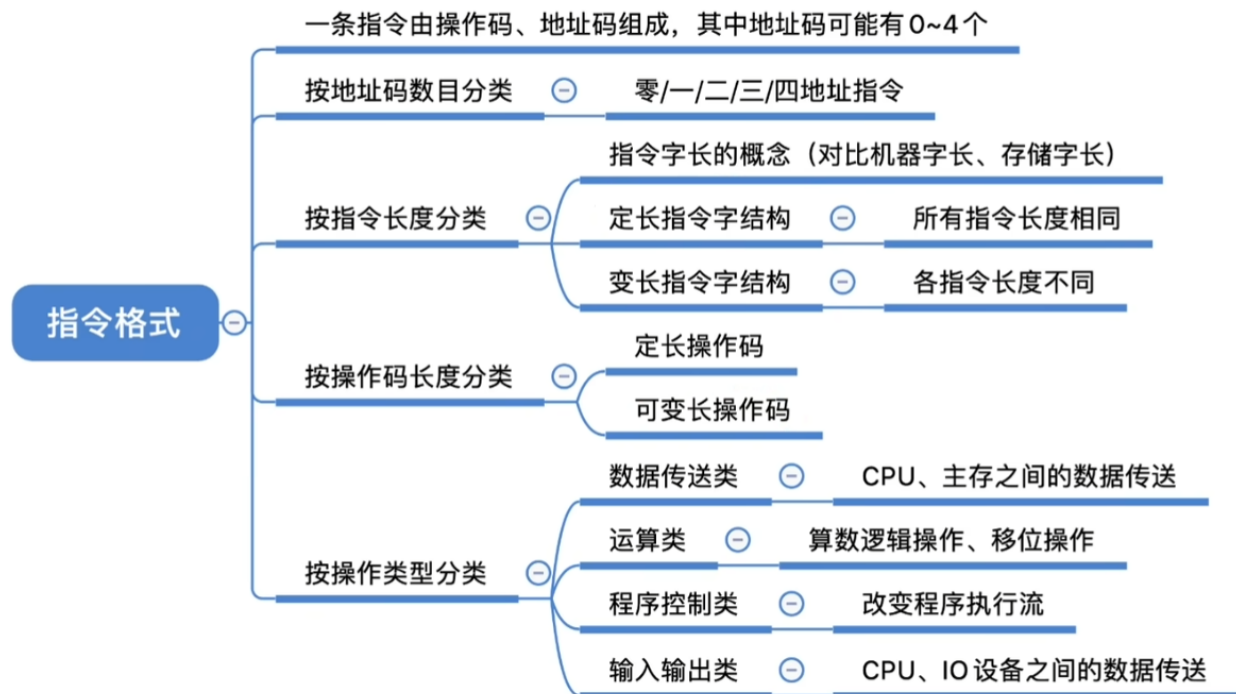 一条指令由操作码、地址码组成，其中地址码可能有0~4个
按地址码数目分类
零/一/二/三/四地址指令
指令字长的概念（对比机器字长、存储字长）
按指令长度分类
定长指令字结构
所有指令长度相同
变长指令字结构
各指令长度不同
指令格式
定长操作码
按操作码长度分类
可变长操作码
数据传送类
CPU、主存之间的数据传送
运算类
算数逻辑操作、移位操作
按操作类型分类
程序控制类
改变程序执行流
输入输出类
CPU、IO设备之间的数据传送